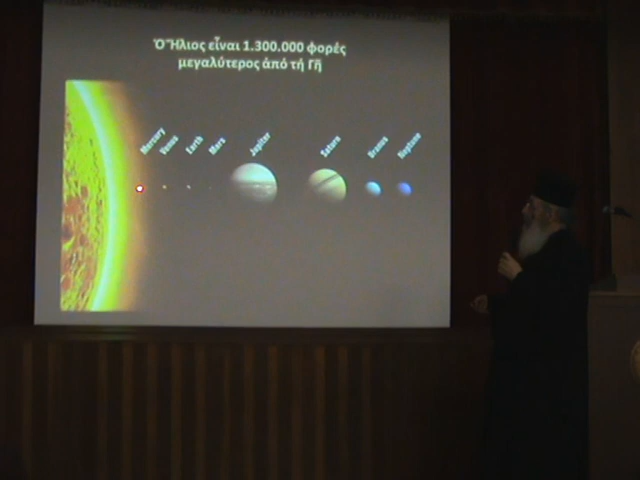 Ὁ Ἥλιος εἶναι 1.300.000 φορές
μεγαλύτερος ἀπό τή Γῆ
Mercury
Venus
Earth
Mars
Jupiter
Saturn
Uranus
Neptune